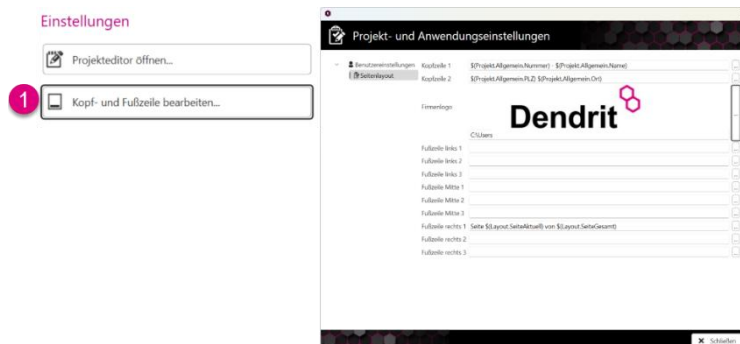 Einstellungen
Projekteditor öffnen...
1
Kopf- und Fußzeile bearbeiten...
Projekt- und Anwendungseinstellungen
Benutzereinstellungen
Seitenlayout
Kopfzeile 1 $(Projekt.Allgemein.Nummer) - $(Projekt.Allgemein.Name)
Kopfzeile 2 $(Projekt.Allgemein.PLZ) $(Projekt.Allgemein.Ort)
Firmenlogo
Dendrit
C:\Users
Fußzeile links 1
Fußzeile links 2
Fußzeile links 3
Fußzeile Mitte 1
Fußzeile Mitte 2
Fußzeile Mitte 3
Fußzeile rechts 1 Seite $(Layout.SeiteAktuell) von $(Layout.SeiteGesamt)
Fußzeile rechts 2
Fußzeile rechts 3
Schließen